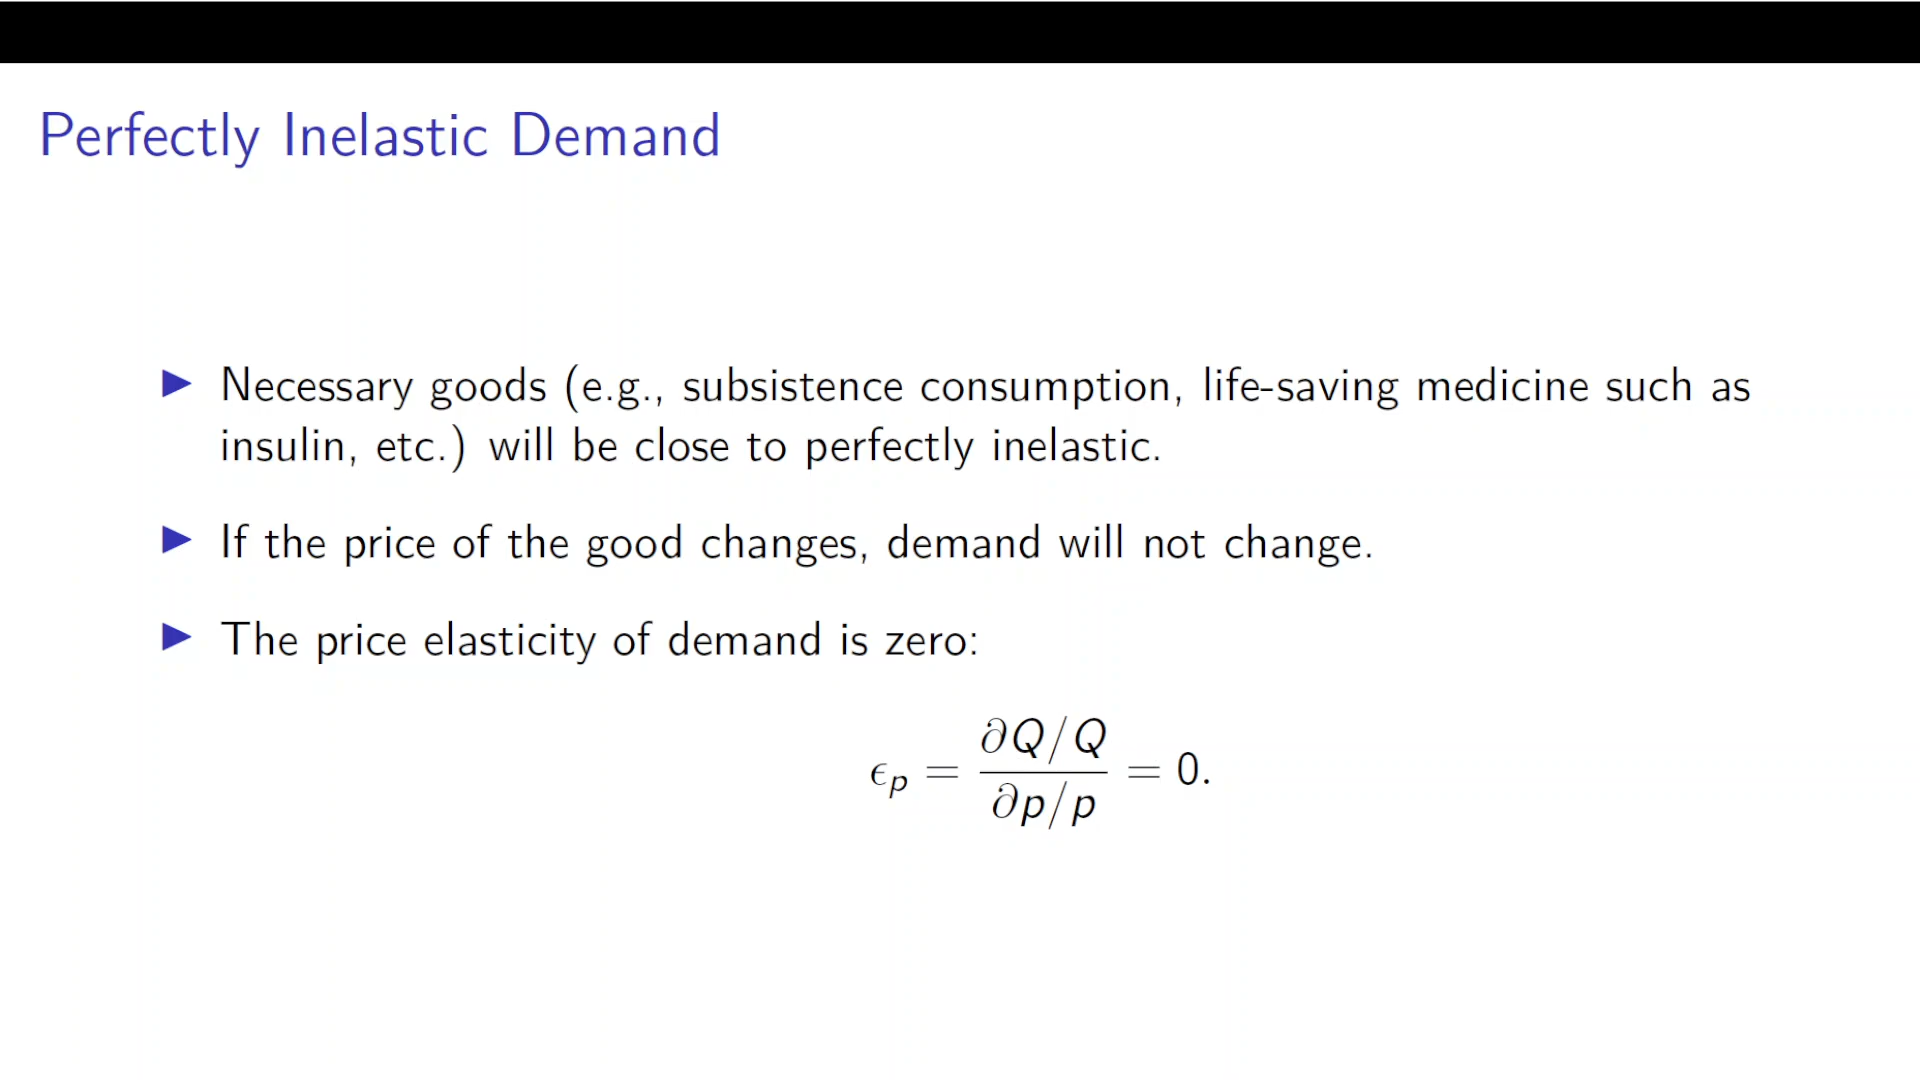 Perfectly Inelastic Demand
▶ Necessary goods (e.g., subsistence consumption, life-saving medicine such as
insulin, etc.) will be close to perfectly inelastic.
▶ If the price of the good changes, demand will not change.
▶ The price elasticity of demand is zero:
ϵₚ = (∂Q/Q)/(∂p/p) = 0.